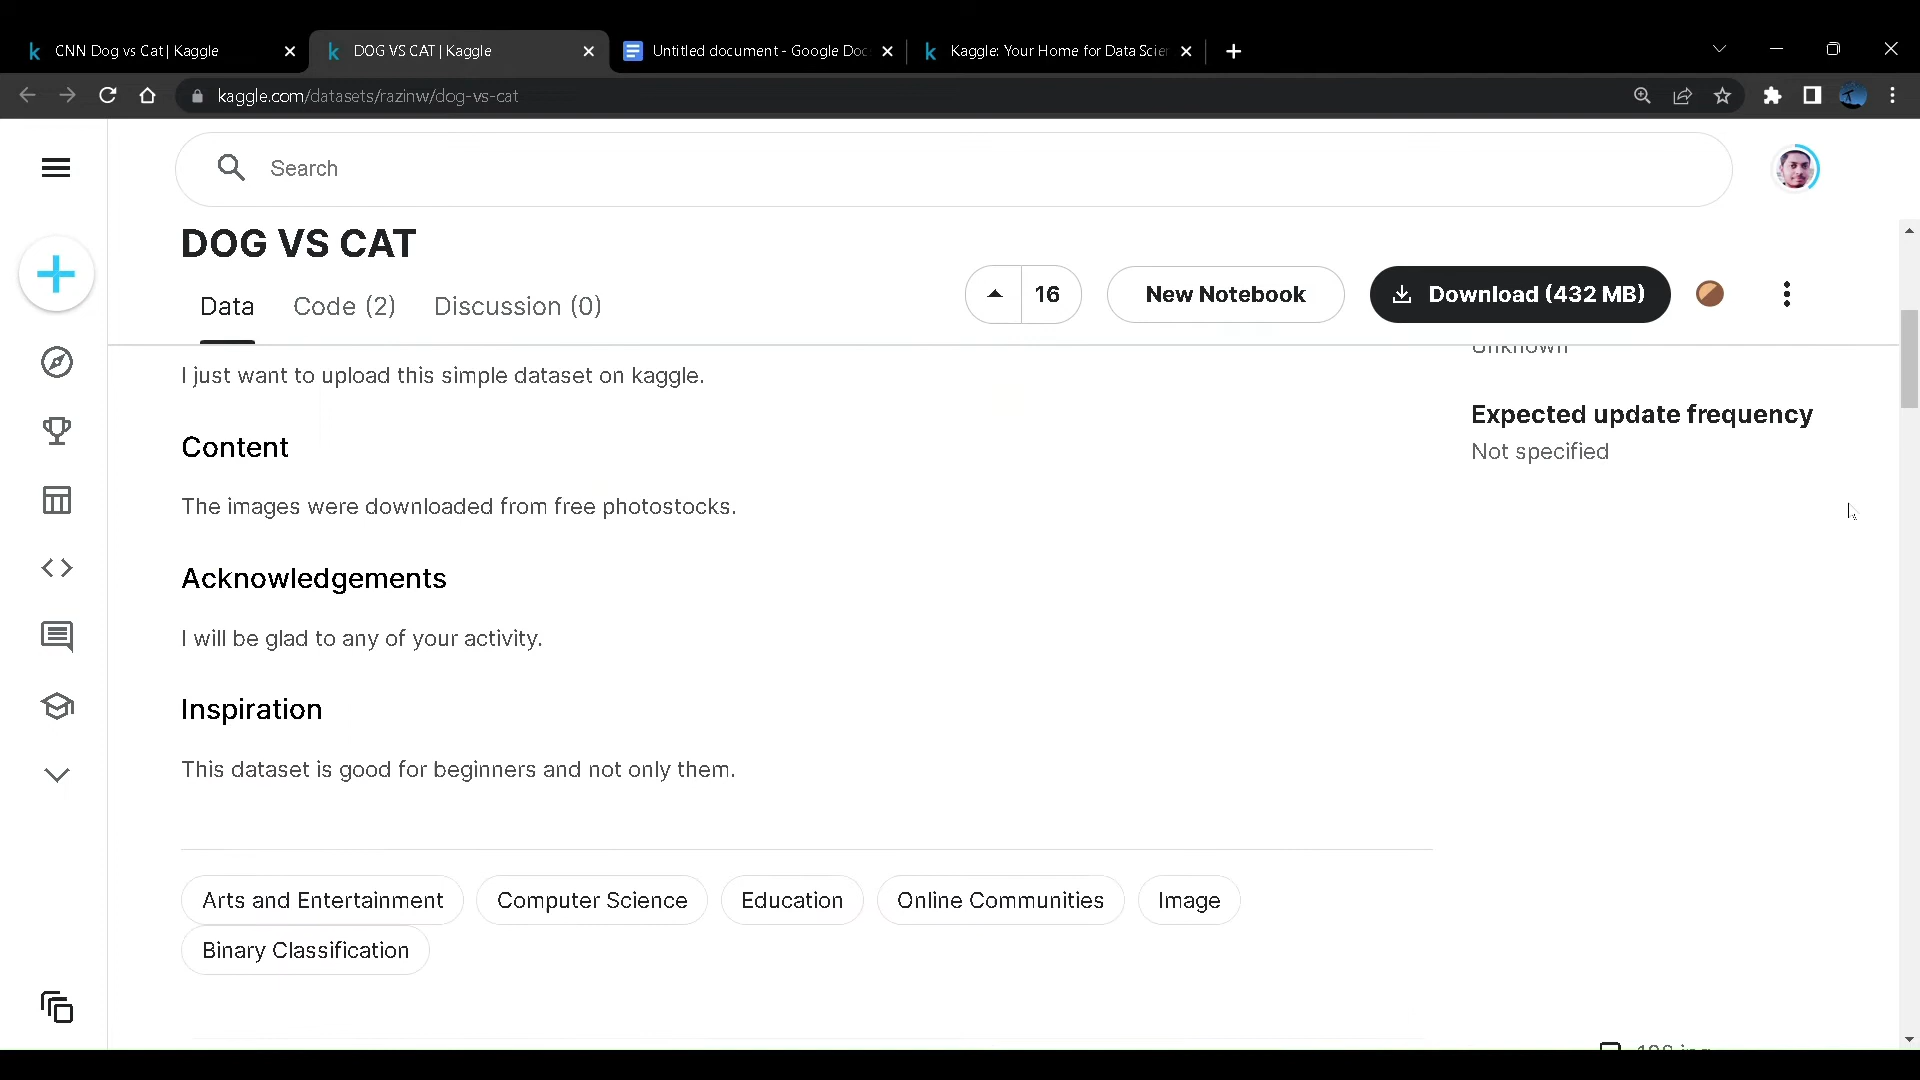 CNN Dog vs Cat | Kaggle
DOG VS CAT | Kaggle
Untitled document - Google Doc
Kaggle: Your Home for Data Scien
kaggle.com/datasets/razinw/dog-vs-cat
Search
DOG VS CAT
Data
Code (2)
Discussion (0)
16
New Notebook
Download (432 MB)
Unknown
I just want to upload this simple dataset on kaggle.
Expected update frequency
Content
Not specified
The images were downloaded from free photostocks.
Acknowledgements
I will be glad to any of your activity.
Inspiration
This dataset is good for beginners and not only them.
Arts and Entertainment
Computer Science
Education
Online Communities
Image
Binary Classification